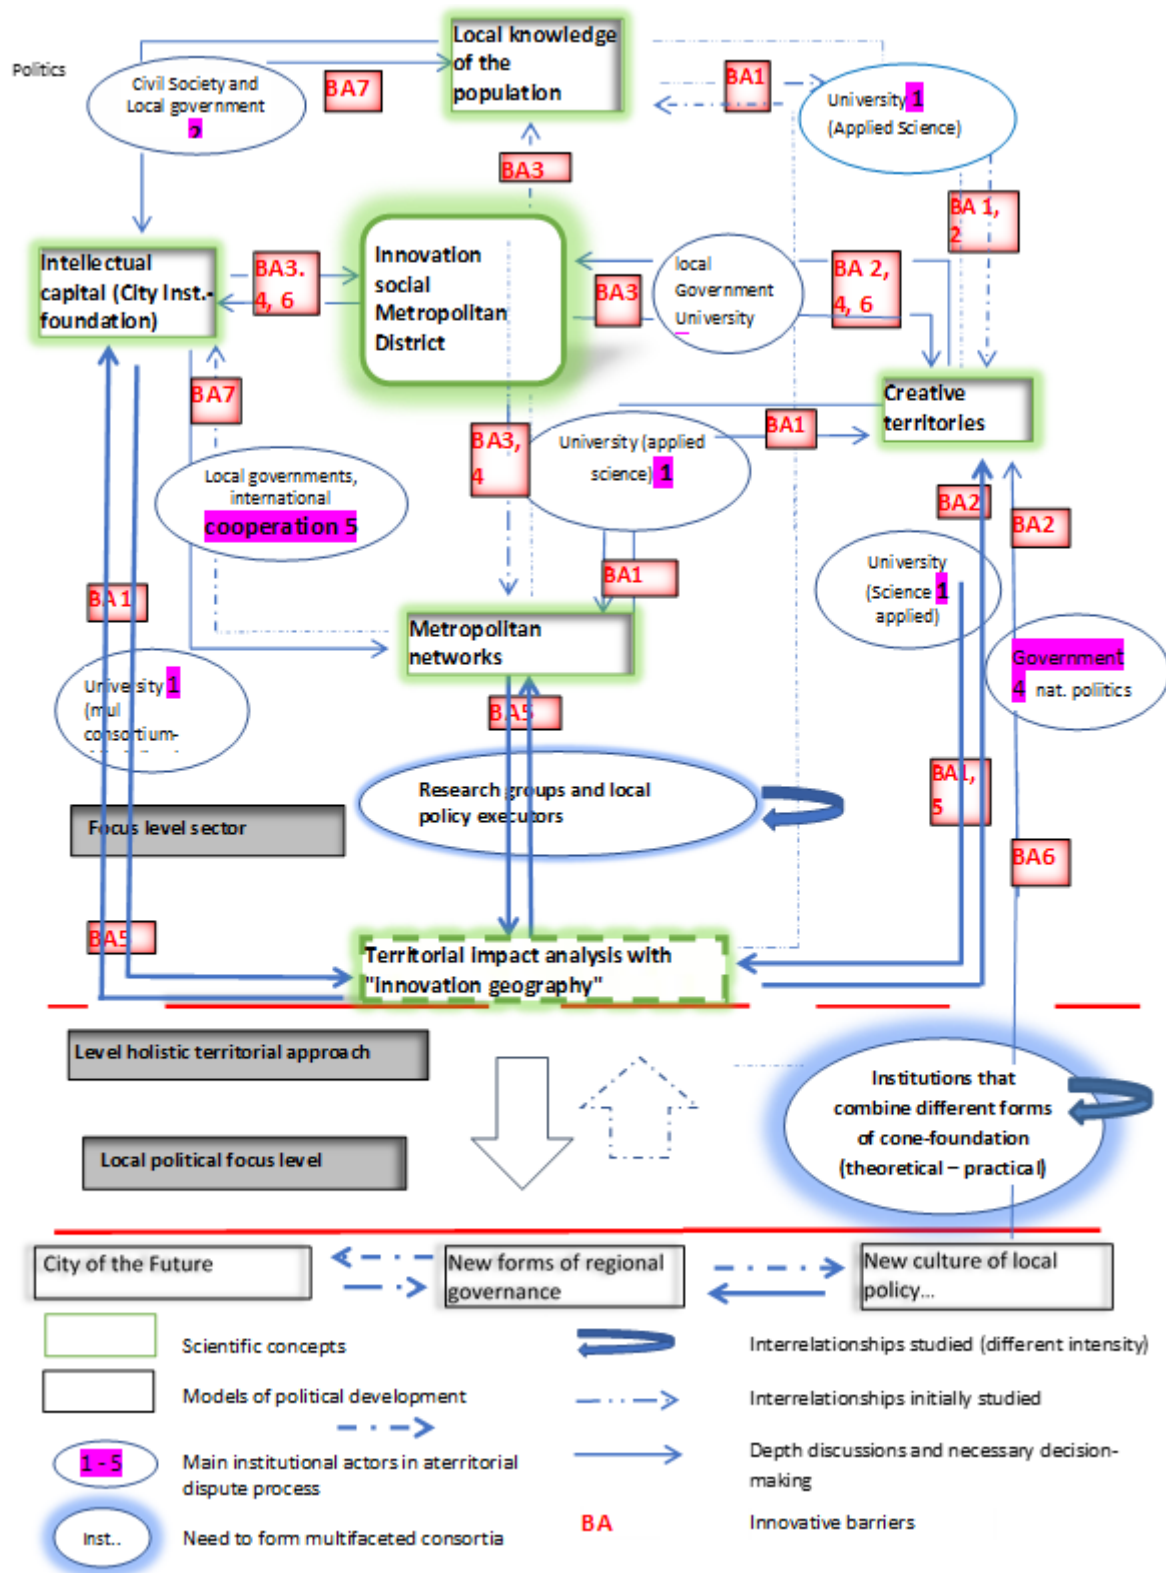 Local knowledge
of the
population
Politics
Civil Society and
Local government
BA7
BA1
University 1
(Applied Science)
BA3
BA 1,
2
Intellectual
capital (City Inst.-
foundation)
BA3.
4, 6
Innovation
social
Metropolitan
District
BA3
local
Government
University
BA 2,
4, 6
BA7
Creative
territories
BA3,
4
University (applied
science) 1
BA1
Local governments,
international
cooperation 5
BA2
BA2
BA1
BA1
University
(Science 1
applied)
Metropolitan
networks
Government
4 nat. poliitics
University 1
(mul
consortium-
BA5
BA1,
5
Research groups and local
policy executors
Focus level sector
BA6
BA5
Territorial impact analysis with
"innovation geography"
Level holistic territorial approach
Institutions that
combine different forms
of cone-foundation
(theoretical – practical)
Local political focus level
City of the Future
New forms of regional
governance
New culture of local
policy...
Scientific concepts
Interrelationships studied (different intensity)
Models of political development
Interrelationships initially studied
1 - 5
Main institutional actors in aterritorial
dispute process
Depth discussions and necessary decision-
making
Inst..
Need to form multifaceted consortia
BA
Innovative barriers